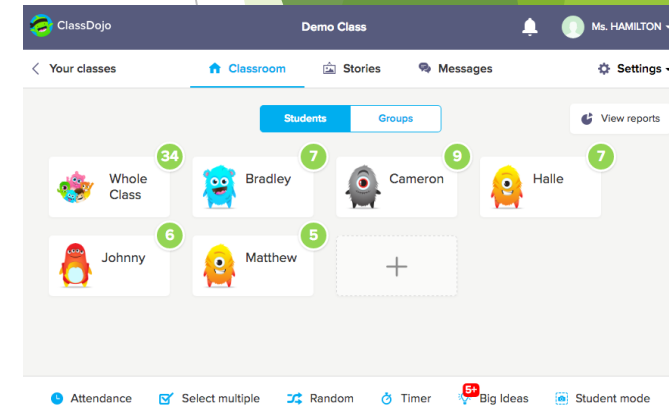 ClassDojo Demo Class Ms. HAMILTON
Your classes Classroom Stories Messages Settings
Students Groups View reports
34 7 9 7
Whole Class Bradley Cameron Halle
6 5
Johnny Matthew
5+
Attendance Select multiple Random Timer Big Ideas Student mode